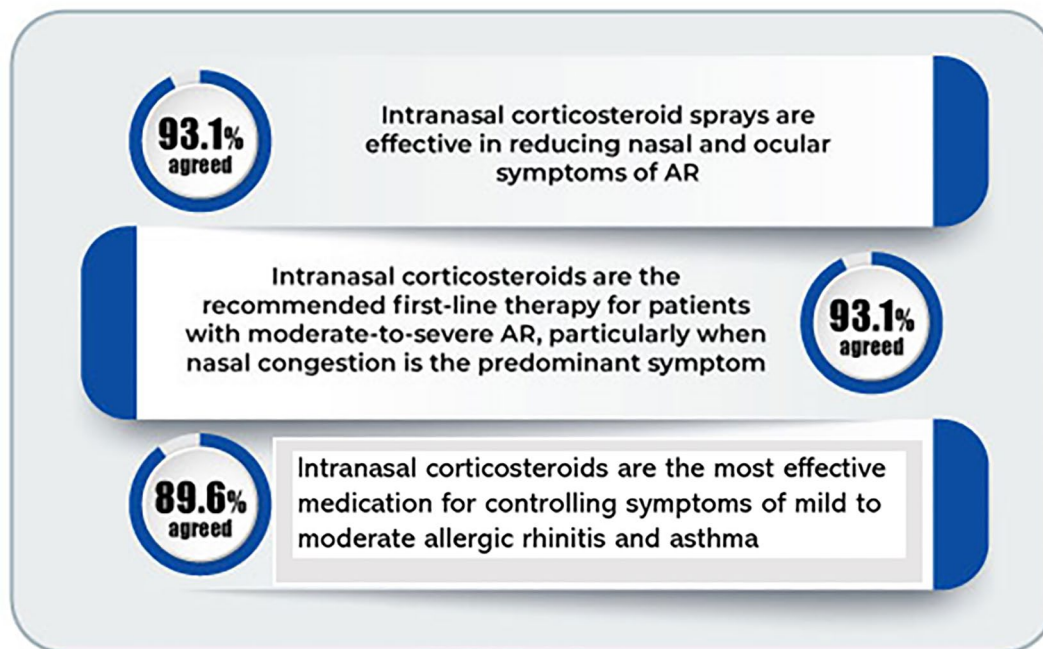 93.1%
agreed
Intranasal corticosteroid sprays are
effective in reducing nasal and ocular
symptoms of AR
Intranasal corticosteroids are the
recommended first-line therapy for patients
with moderate-to-severe AR, particularly when
nasal congestion is the predominant symptom
93.1%
agreed
89.6%
agreed
Intranasal corticosteroids are the most effective
medication for controlling symptoms of mild to
moderate allergic rhinitis and asthma